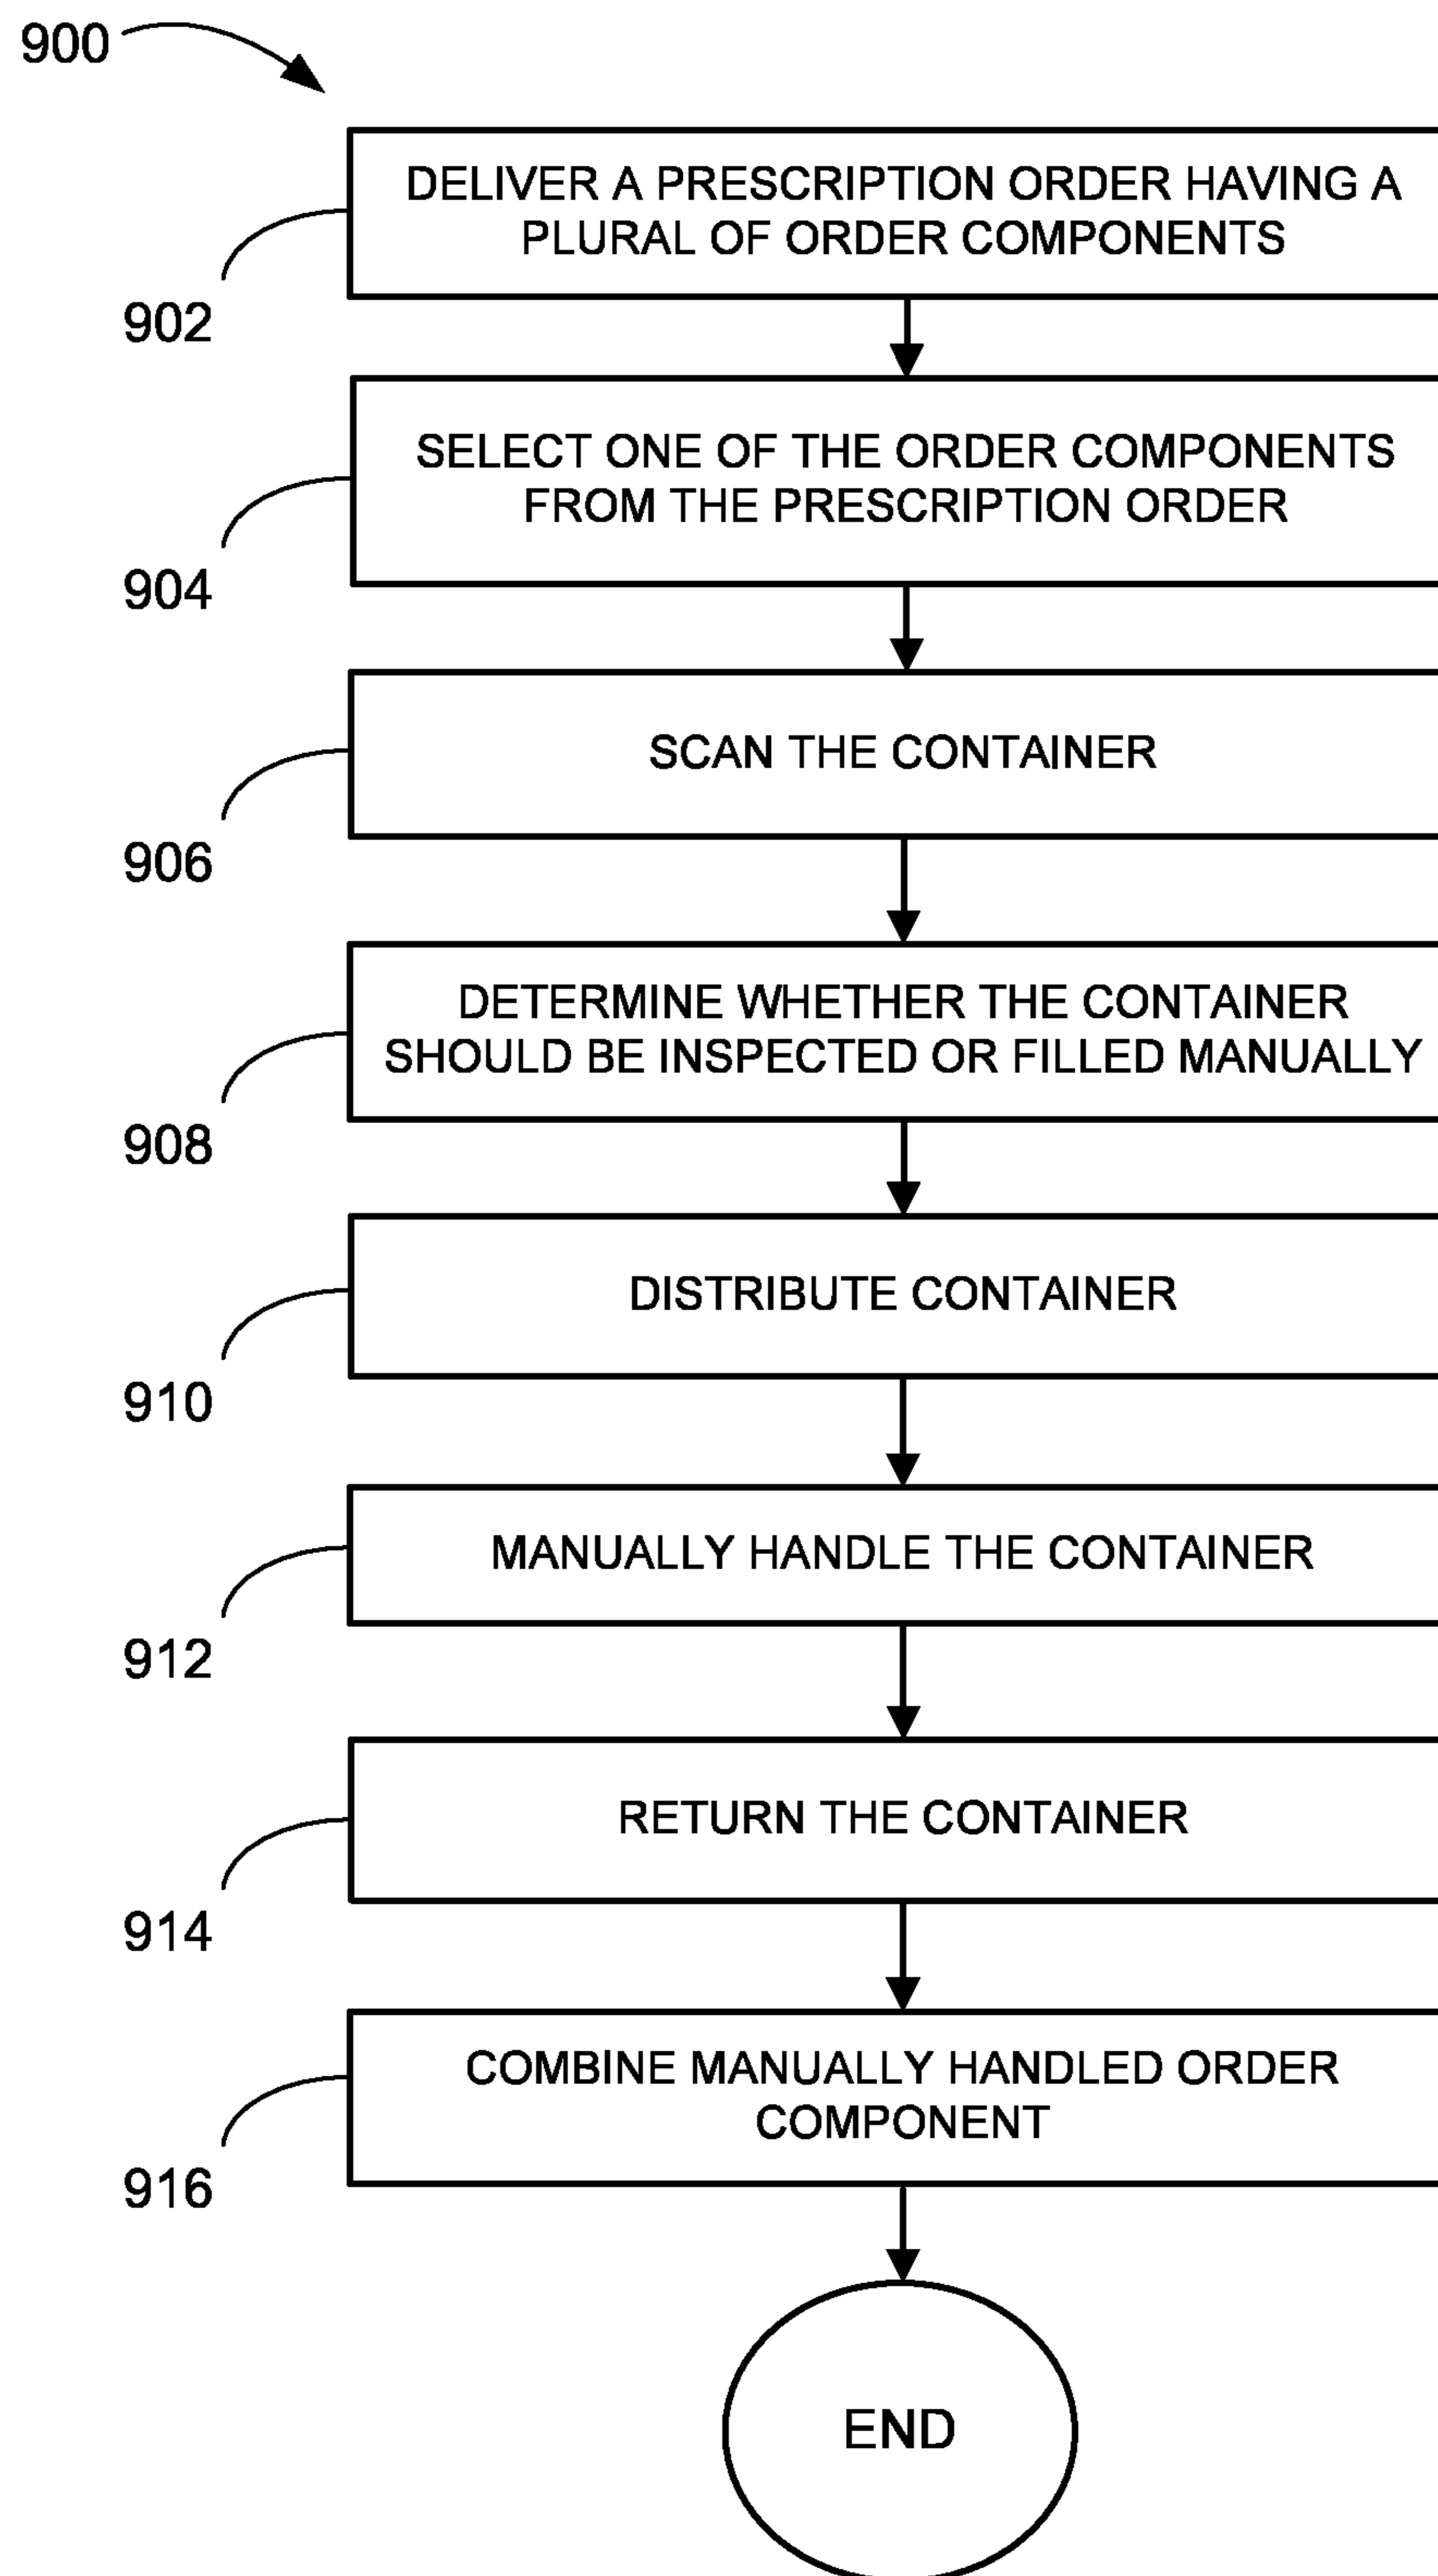 900
DELIVER A PRESCRIPTION ORDER HAVING A
PLURAL OF ORDER COMPONENTS
902
SELECT ONE OF THE ORDER COMPONENTS
FROM THE PRESCRIPTION ORDER
904
SCAN THE CONTAINER
906
DETERMINE WHETHER THE CONTAINER
SHOULD BE INSPECTED OR FILLED MANUALLY
908
DISTRIBUTE CONTAINER
910
MANUALLY HANDLE THE CONTAINER
912
RETURN THE CONTAINER
914
COMBINE MANUALLY HANDLED ORDER
COMPONENT
916
END